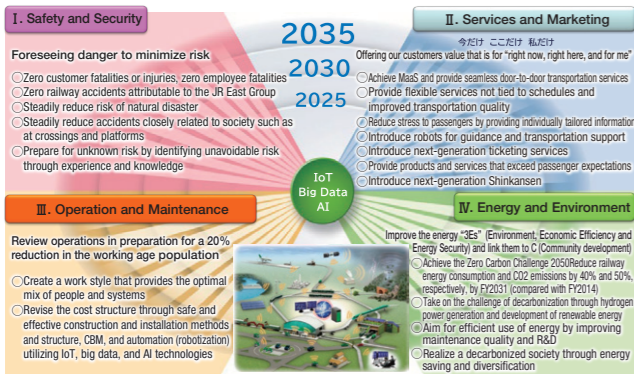 Ⅰ. Safety and Security
Foreseeing danger to minimize risk
○Zero customer fatalities or injuries, zero employee fatalities
○Zero railway accidents attributable to the JR East Group
○Steadily reduce risk of natural disaster
○Steadily reduce accidents closely related to society such as
at crossings and platforms
○Prepare for unknown risk by identifying unavoidable risk
through experience and knowledge
2035
2030
2025
Ⅱ. Services and Marketing
今だけ ここだけ 私だけ
Offering our customers value that is for "right now, right here, and for me"
○Achieve MaaS and provide seamless door-to-door transportation services
○Provide flexible services not tied to schedules and
improved transportation quality
○Reduce stress to passengers by providing individually tailored information
○Introduce robots for guidance and transportation support
○Introduce next-generation ticketing services
○Provide products and services that exceed passenger expectations
○Introduce next-generation Shinkansen
IoT
Big Data
AI
Ⅲ. Operation and Maintenance
Review operations in preparation for a 20%
reduction in the working age population
○Create a work style that provides the optimal
mix of people and systems
○Revise the cost structure through safe and
effective construction and installation methods
and structure, CBM, and automation (robotization)
utilizing IoT, big data, and AI technologies
Ⅳ. Energy and Environment
Improve the energy "3Es" (Environment, Economic Efficiency and
Energy Security) and link them to C (Community development)
○Achieve the Zero Carbon Challenge 2050Reduce railway
energy consumption and CO2 emissions by 40% and 50%,
respectively, by FY2031 (compared with FY2014)
○Take on the challenge of decarbonization through hydrogen
power generation and development of renewable energy
○Aim for efficient use of energy by improving
maintenance quality and R&D
○Realize a decarbonized society through energy
saving and diversification